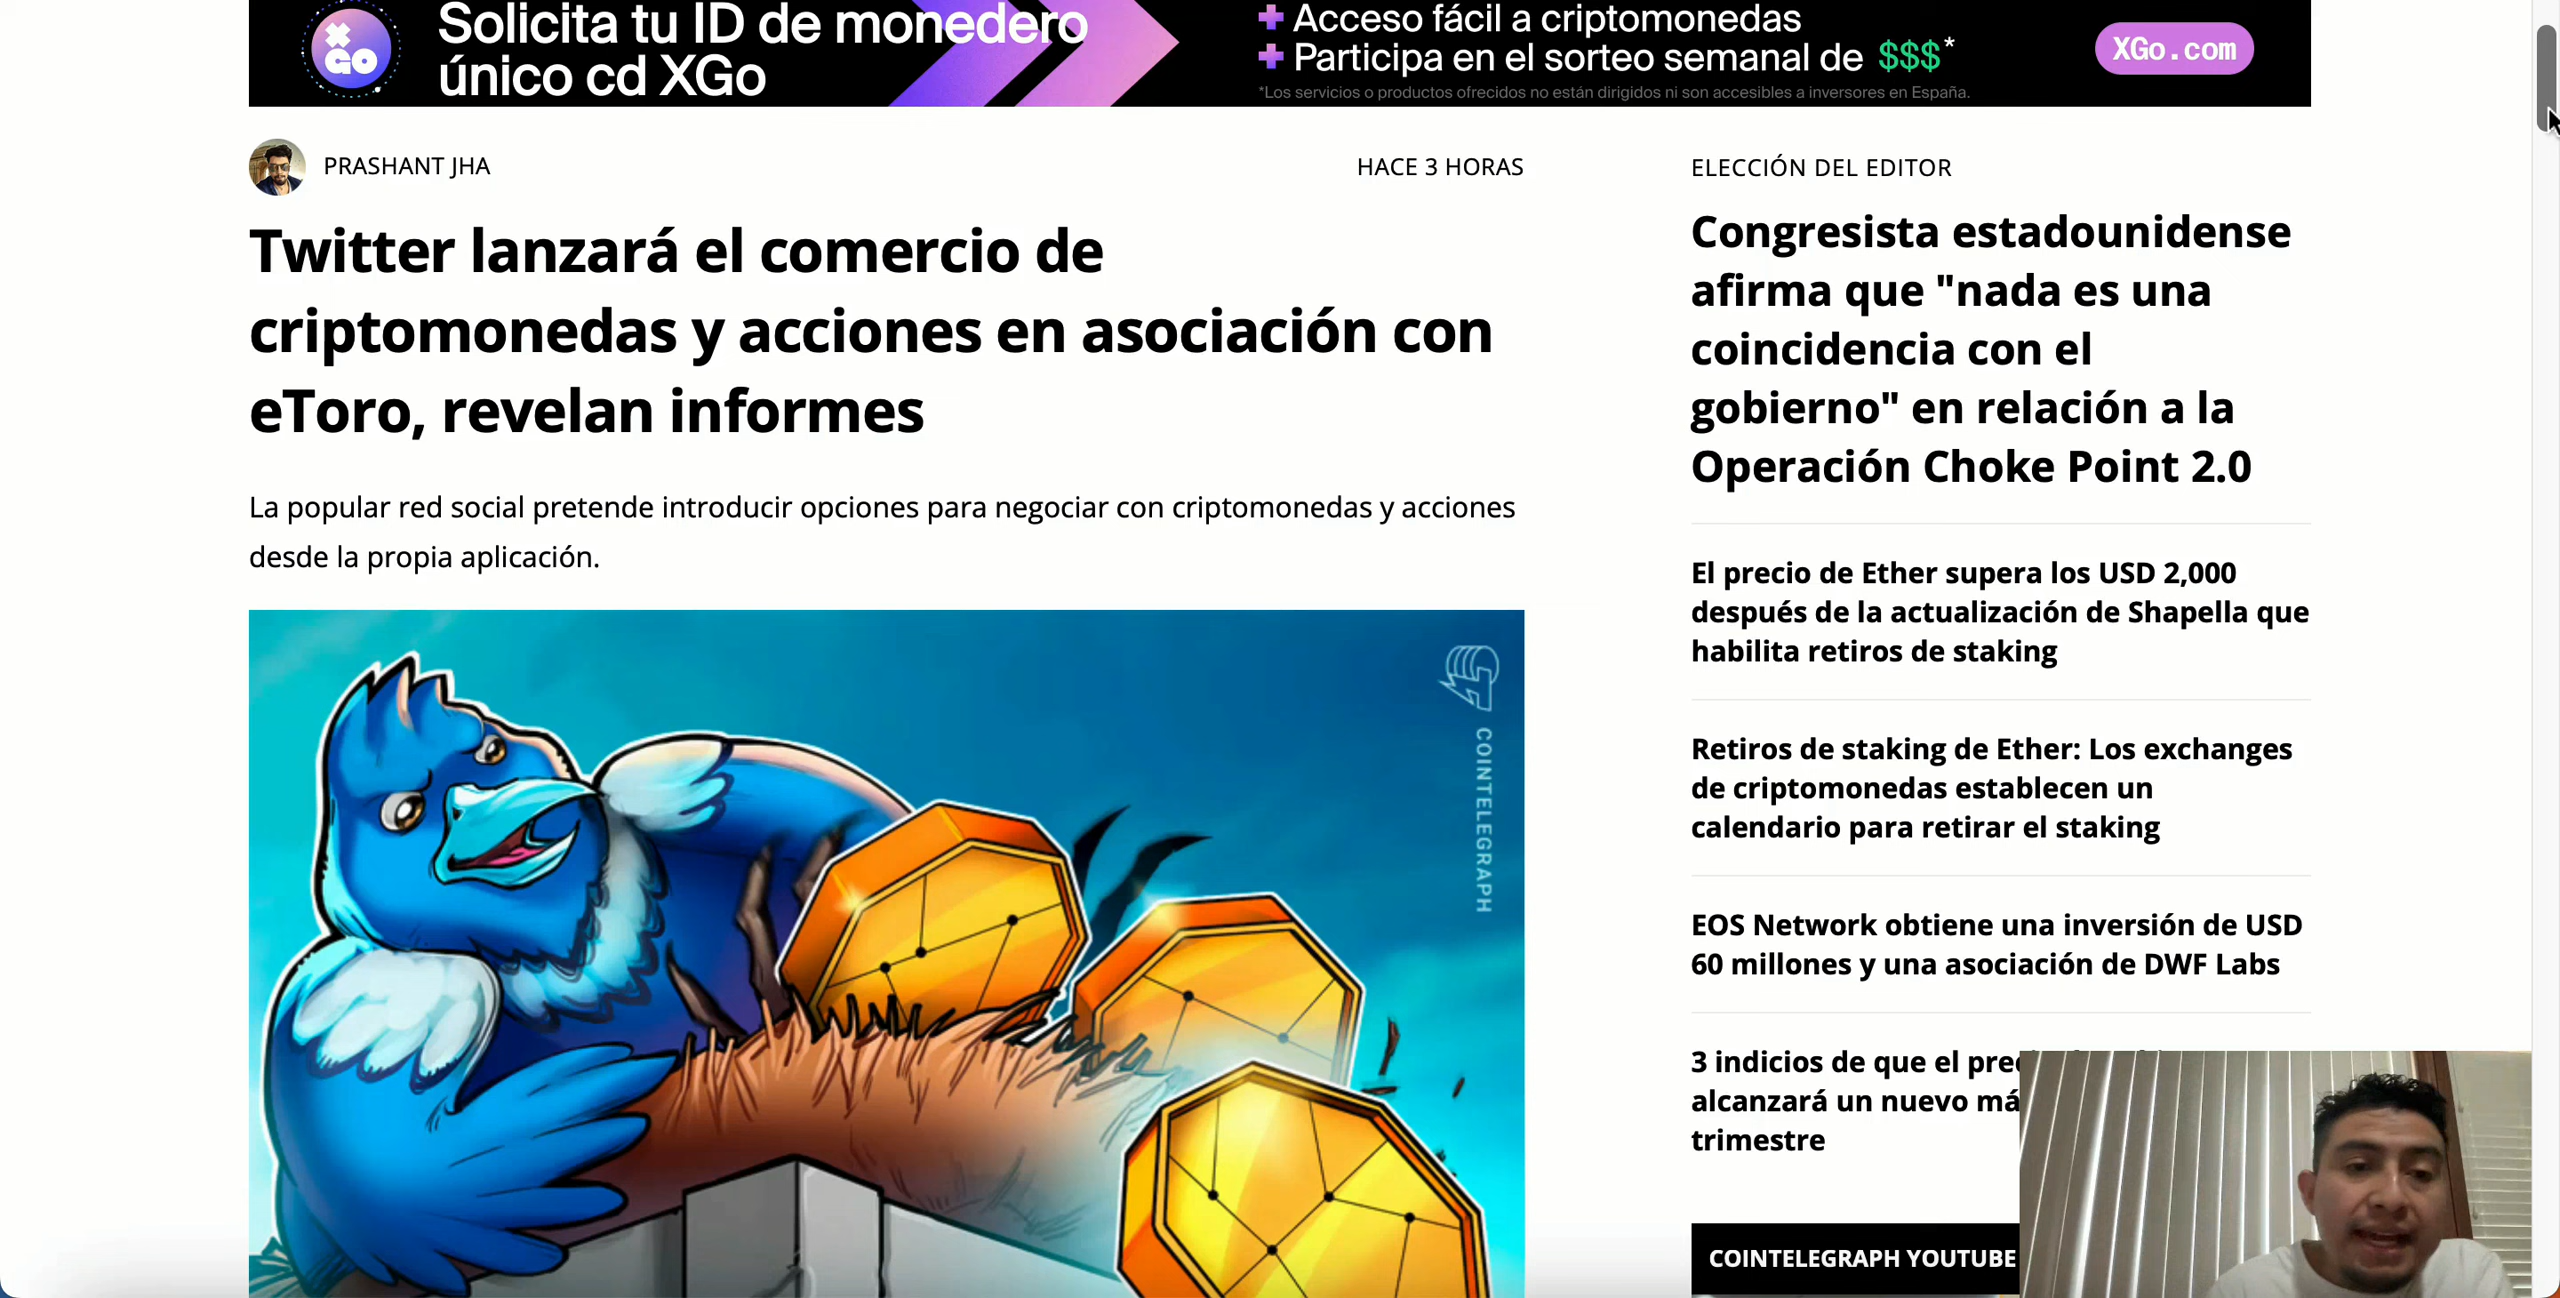 X
GO
Solicita tu ID de monedero
único cd XGo
+ Acceso fácil a criptomonedas
+ Participa en el sorteo semanal de $$$*
*Los servicios o productos ofrecidos no están dirigidos ni son accesibles a inversores en España.
XGo.com
PRASHANT JHA
HACE 3 HORAS
Twitter lanzará el comercio de
criptomonedas y acciones en asociación con
eToro, revelan informes
La popular red social pretende introducir opciones para negociar con criptomonedas y acciones
desde la propia aplicación.
COINTELEGRAPH
ELECCIÓN DEL EDITOR
Congresista estadounidense
afirma que "nada es una
coincidencia con el
gobierno" en relación a la
Operación Choke Point 2.0
El precio de Ether supera los USD 2,000
después de la actualización de Shapella que
habilita retiros de staking
Retiros de staking de Ether: Los exchanges
de criptomonedas establecen un
calendario para retirar el staking
EOS Network obtiene una inversión de USD
60 millones y una asociación de DWF Labs
3 indicios de que el
alcanzará un nuevo
trimestre
COINTELEGRAPH YOUTUBE